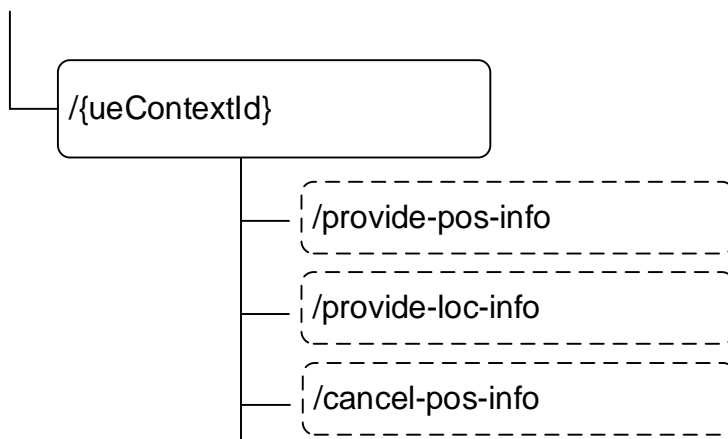 /{ueContextId}
/provide-pos-info
/provide-loc-info
/cancel-pos-info